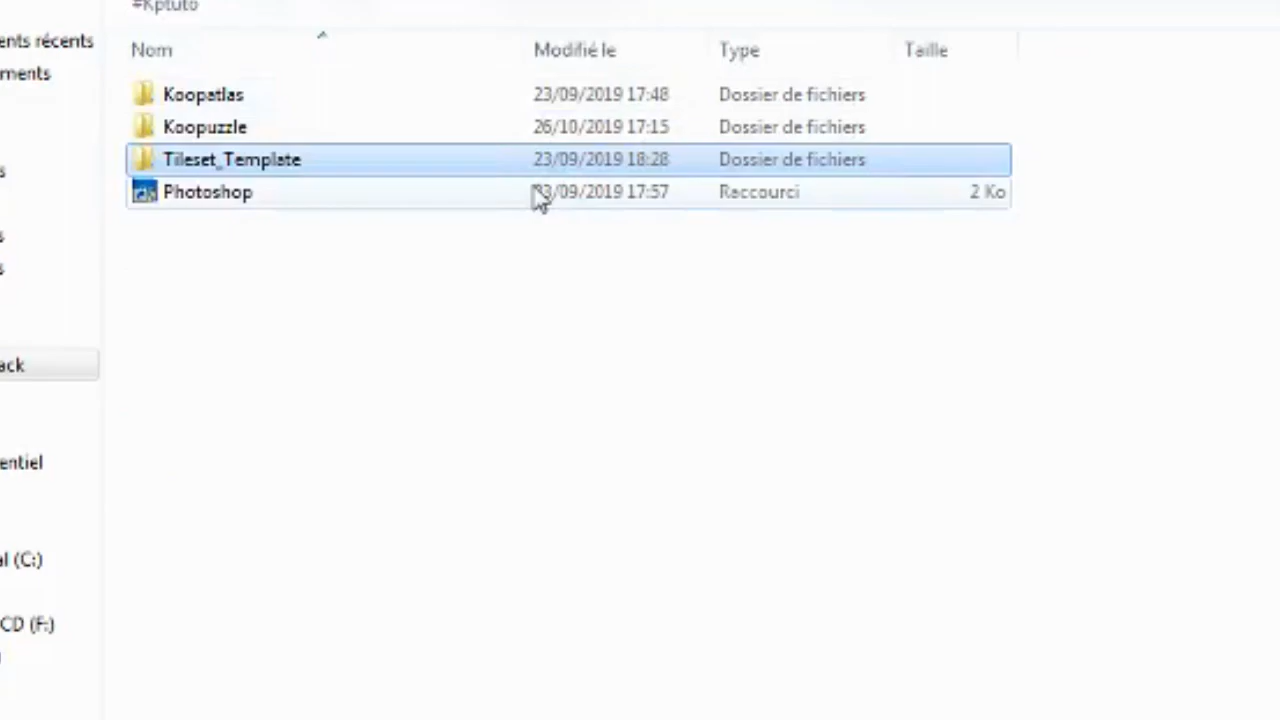 #Kptuto
ents récents
ments
Nom Modifié le Type Taille
Koopatlas 23/09/2019 17:48 Dossier de fichiers
Koopuzzle 26/10/2019 17:15 Dossier de fichiers
Tileset_Template 23/09/2019 18:28 Dossier de fichiers
Photoshop 23/09/2019 17:57 Raccourci 2 Ko
s
s
s
ack
entiel
al (C:)
CD (F:)